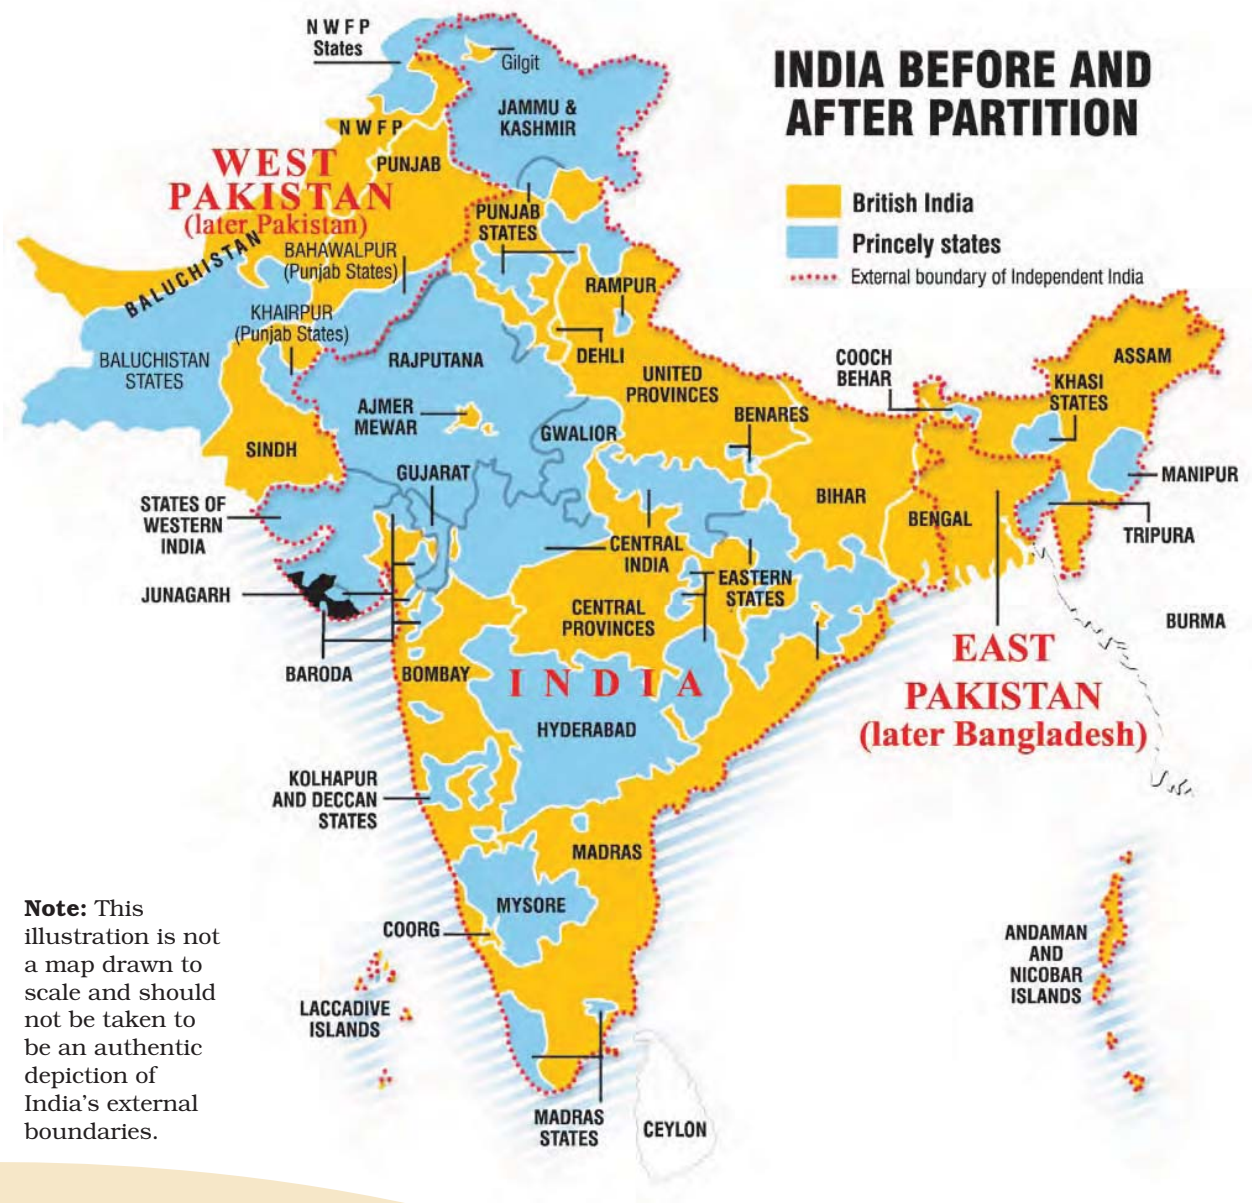 INDIA BEFORE AND
AFTER PARTITION
British India
Princely states
External boundary of Independent India
N W F P
States
Gilgit
JAMMU &
KASHMIR
N W F P
WEST
PAKISTAN
(later Pakistan)
PUNJAB
PUNJAB
STATES
BALUCHISTAN
BAHAWALPUR
(Punjab States)
RAMPUR
KHAIRPUR
(Punjab States)
BALUCHISTAN
STATES
RAJPUTANA
DEHLI
UNITED
PROVINCES
COOCH
BEHAR
ASSAM
KHASI
STATES
AJMER
MEWAR
BENARES
GWALIOR
SINDH
GUJARAT
MANIPUR
STATES OF
WESTERN
INDIA
BIHAR
BENGAL
TRIPURA
CENTRAL
INDIA
EASTERN
STATES
JUNAGARH
CENTRAL
PROVINCES
BURMA
EAST
PAKISTAN
(later Bangladesh)
BARODA
BOMBAY
I N D I A
HYDERABAD
KOLHAPUR
AND DECCAN
STATES
MADRAS
MYSORE
COORG
ANDAMAN
AND
NICOBAR
ISLANDS
LACCADIVE
ISLANDS
MADRAS
STATES
CEYLON
Note: This
illustration is not
a map drawn to
scale and should
not be taken to
be an authentic
depiction of
India's external
boundaries.